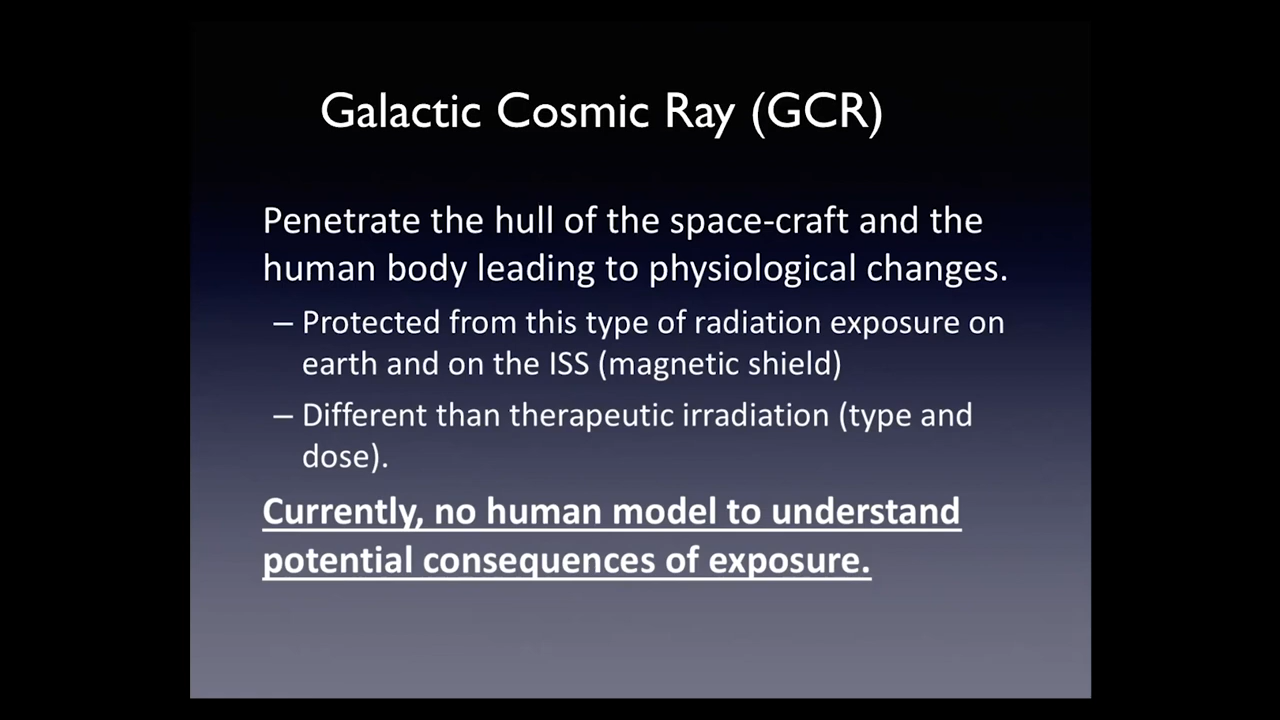 Galactic Cosmic Ray (GCR)
Penetrate the hull of the space-craft and the
human body leading to physiological changes.
– Protected from this type of radiation exposure on
earth and on the ISS (magnetic shield)
– Different than therapeutic irradiation (type and
dose).
Currently, no human model to understand
potential consequences of exposure.